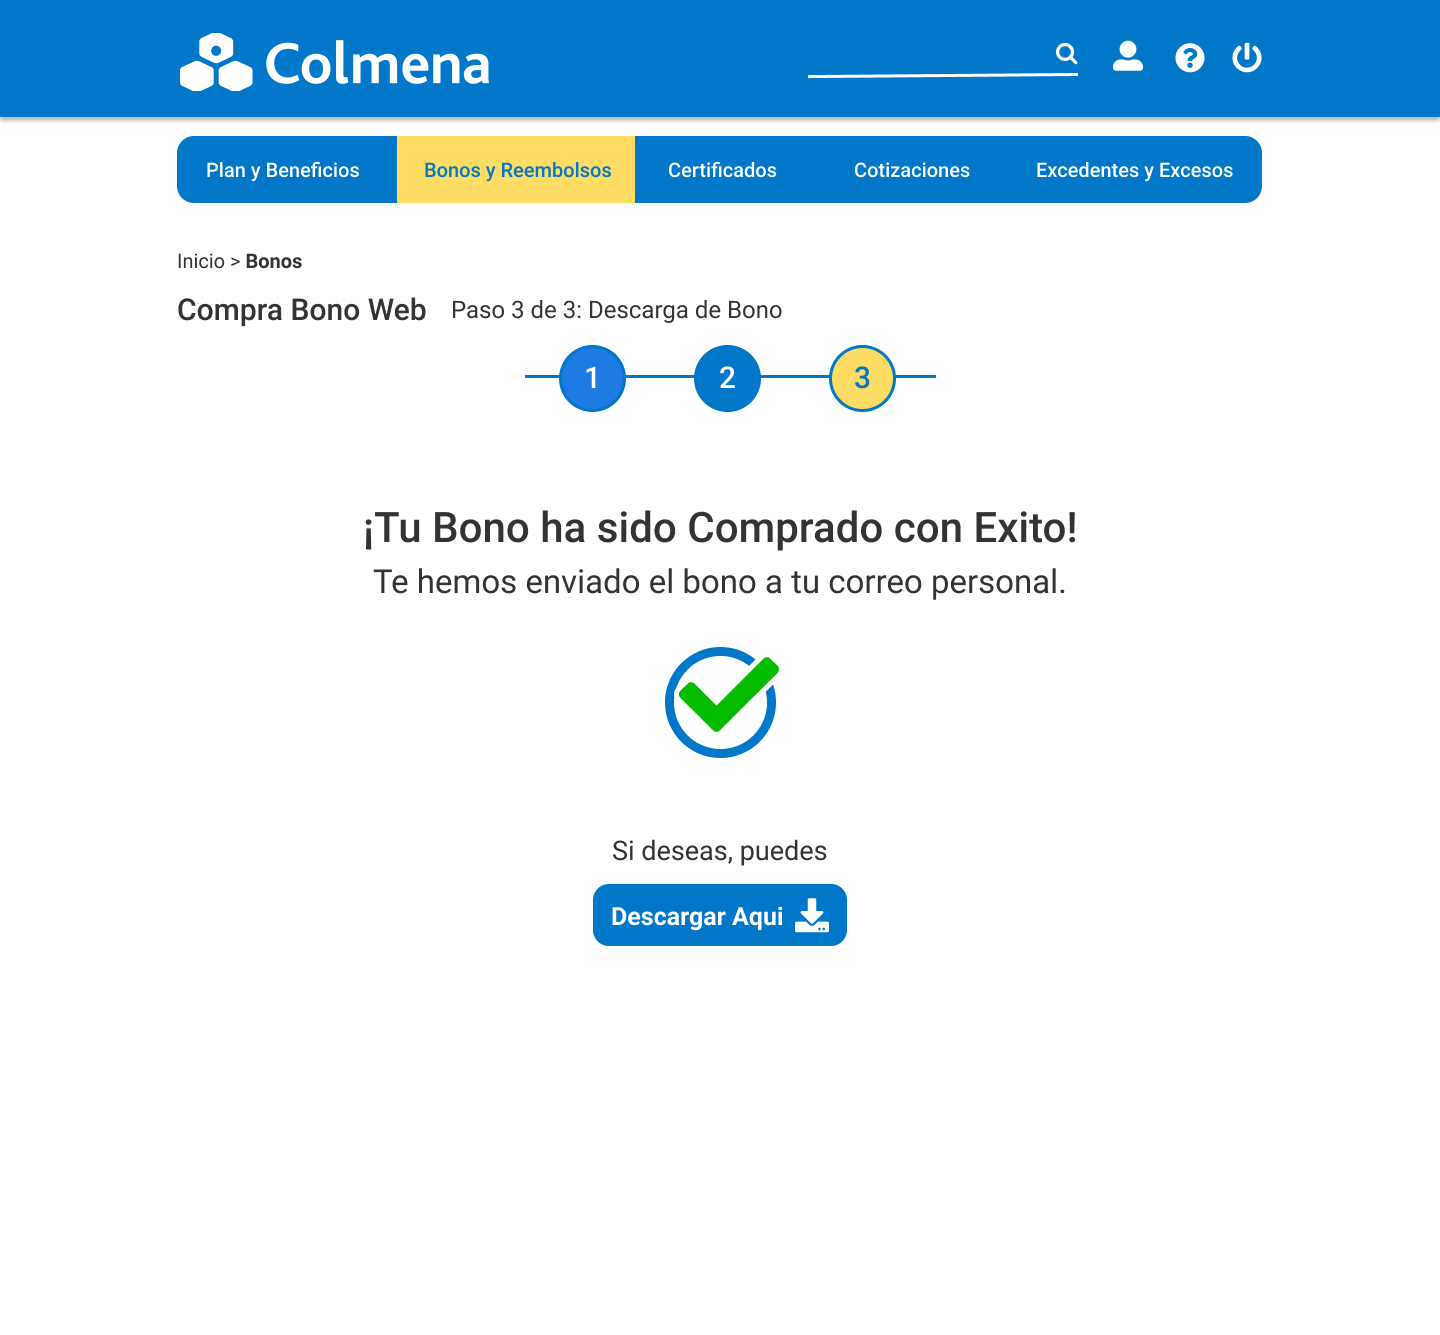 Colmena
Plan y Beneficios
Bonos y Reembolsos
Certificados
Cotizaciones
Excedentes y Excesos
Inicio > Bonos
Compra Bono Web Paso 3 de 3: Descarga de Bono
1 2 3
¡Tu Bono ha sido Comprado con Exito!
Te hemos enviado el bono a tu correo personal.
Si deseas, puedes
Descargar Aqui